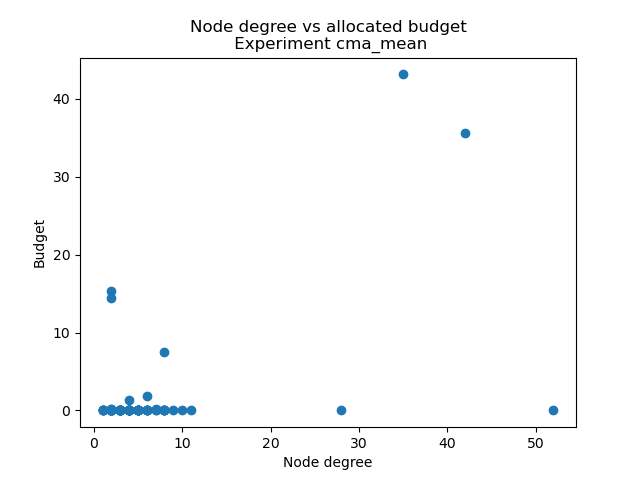 Node degree vs allocated budget
Experiment cma_mean
40
30
20
10
0
Budget
0 10 20 30 40 50
Node degree